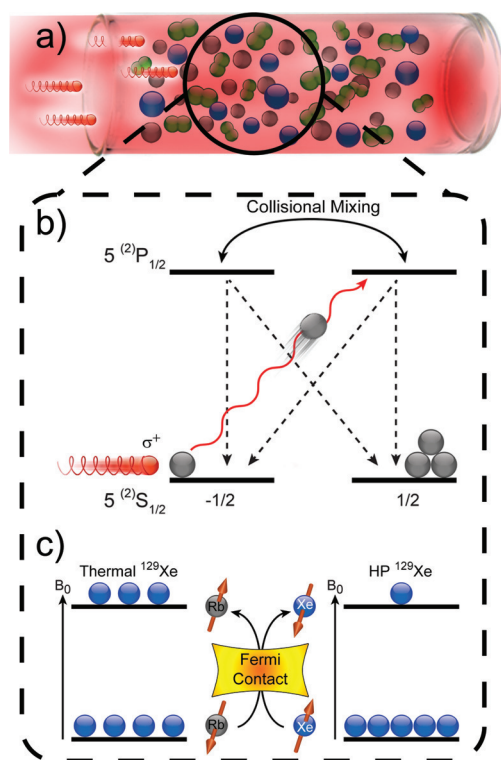 a)
b)
Collisional Mixing
5 ⁽²⁾P₁/₂
σ⁺
5 ⁽²⁾S₁/₂
-1/2
1/2
c)
Thermal ¹²⁹Xe
HP ¹²⁹Xe
B₀
B₀
Rb
Xe
Fermi
Contact
Rb
Xe